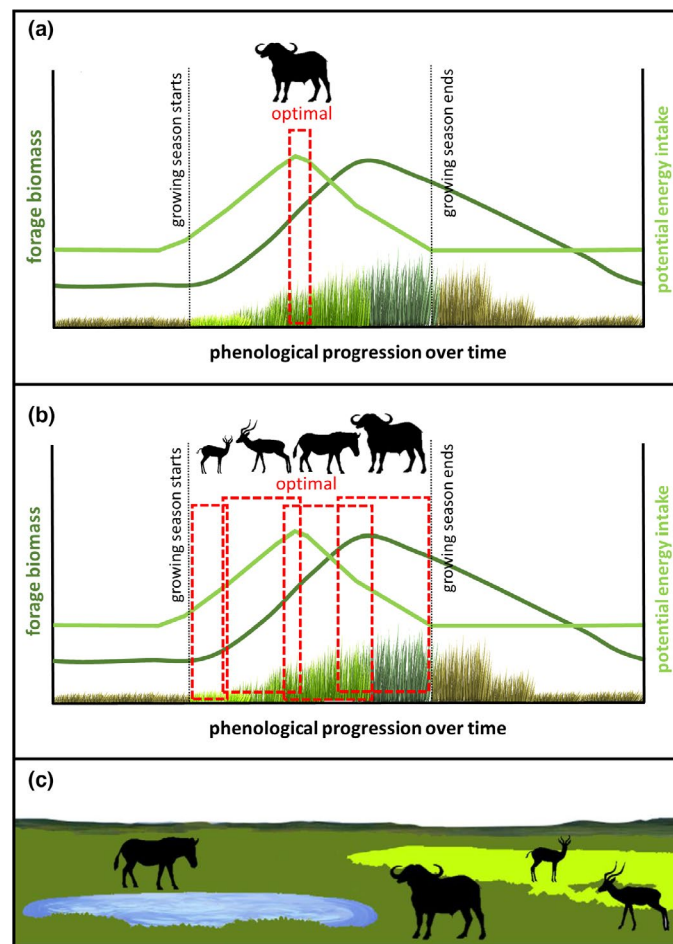 (a)
optimal
growing season starts
growing season ends
forage biomass
potential energy intake
phenological progression over time
(b)
optimal
growing season starts
growing season ends
forage biomass
potential energy intake
phenological progression over time
(c)